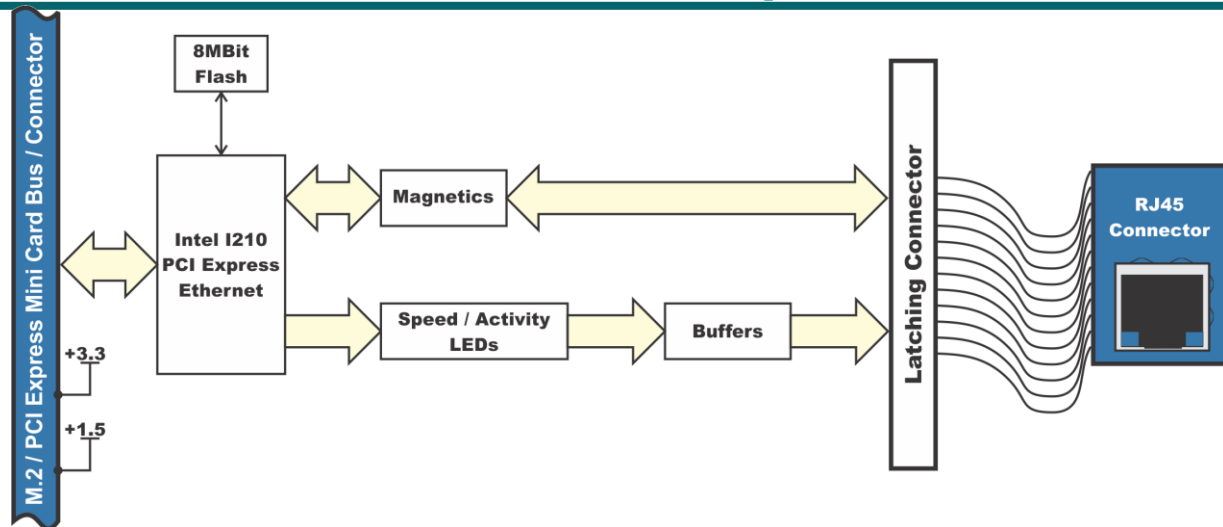 M.2 / PCI Express Mini Card Bus / Connector
8MBit
Flash
Intel I210
PCI Express
Ethernet
Magnetics
Speed / Activity
LEDs
Buffers
Latching Connector
RJ45
Connector
+3.3
+1.5